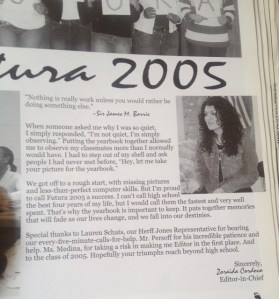 utura 2005
"Nothing is really work unless you would rather be
doing something else."
~Sir James M. Barrie
When someone asked me why I was so quiet,
I simply responded, "I'm not quiet, I'm simply
observing." Putting the yearbook together allowed
me to observe my classmates more than I normally
would have. I had to step out of my shell and ask
people I had never met before, "Hey, let me take
your picture for the yearbook."
We got off to a rough start, with missing pictures
and less-than-perfect computer skills. But I'm proud
to call Futura 2005 a success. I can't call high school
the best four years of my life, but I would call them the fastest and very well
spent. That's why the yearbook is important to keep. It puts together memories
that will fade as our lives change, and we fall into our destinies.
Special thanks to Lauren Schatz, our Herff Jones Representative for bearing
our every-five-minute-calls-for-help. Mr. Persoff for his incredible patience and
help. Ms. Medina, for taking a risk in making me Editor in the first place. And
to the class of 2005. Hopefully your triumphs reach beyond high school.
Sincerely,
Zoraida Cordova
Editor-in-Chief